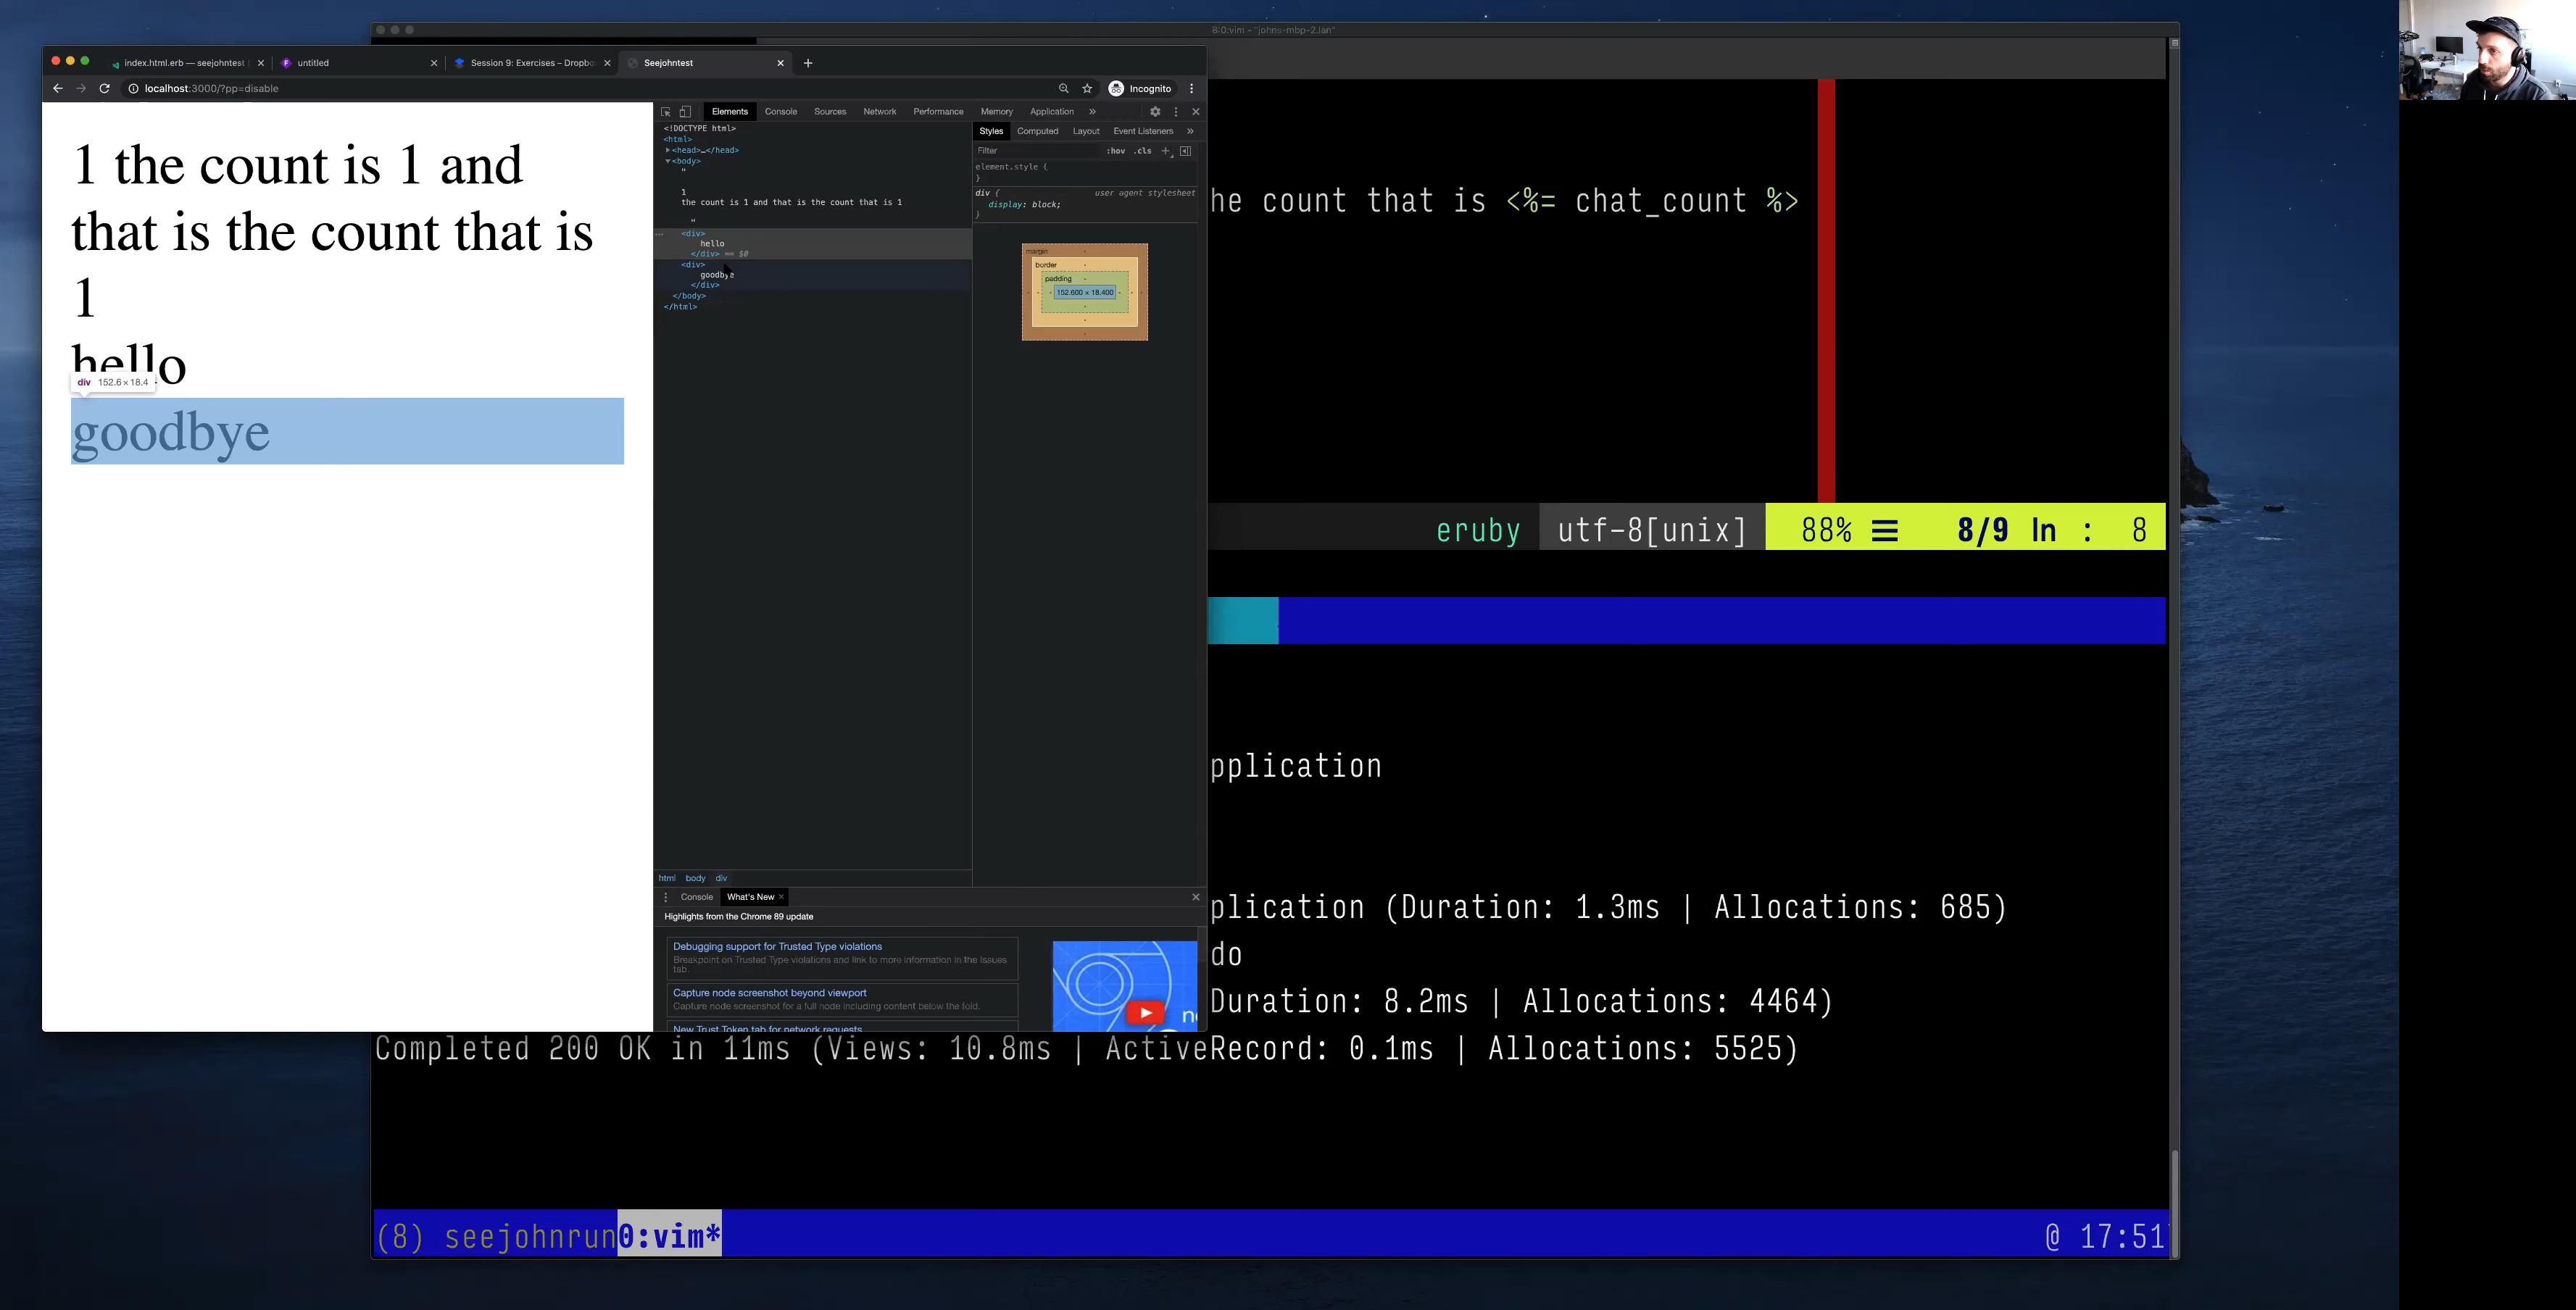 8:0:vim - "johns-mbp-2.lan"
index.html.erb — seejohntest
untitled
Session 9: Exercises – Dropbo
Seejohntest
localhost:3000/?pp=disable
Incognito
1 the count is 1 and
that is the count that is
1
hello
div 152.6 × 18.4
goodbye
Elements Console Sources Network Performance Memory Application »
<!DOCTYPE html>
<html>
<head>…</head>
<body>
"
1
the count is 1 and that is the count that is 1
"
<div>
hello
</div> == $0
<div>
goodbye
</div>
</body>
</html>
html body div
Styles Computed Layout Event Listeners »
Filter :hov .cls +
element.style {
}
div { user agent stylesheet
display: block;
}
margin -
border -
padding -
152.600 × 18.400
Console What's New
Highlights from the Chrome 89 update
Debugging support for Trusted Type violations
Breakpoint on Trusted Type violations and link to more information in the Issues
tab.
Capture node screenshot beyond viewport
Capture node screenshot for a full node including content below the fold.
New Trust Token tab for network requests
he count that is <%= chat_count %>
eruby utf-8[unix] 88% ☰ 8/9 ln : 8
pplication
plication (Duration: 1.3ms | Allocations: 685)
do
Duration: 8.2ms | Allocations: 4464)
Completed 200 OK in 11ms (Views: 10.8ms | ActiveRecord: 0.1ms | Allocations: 5525)
(8) seejohnrun 0:vim* @ 17:51